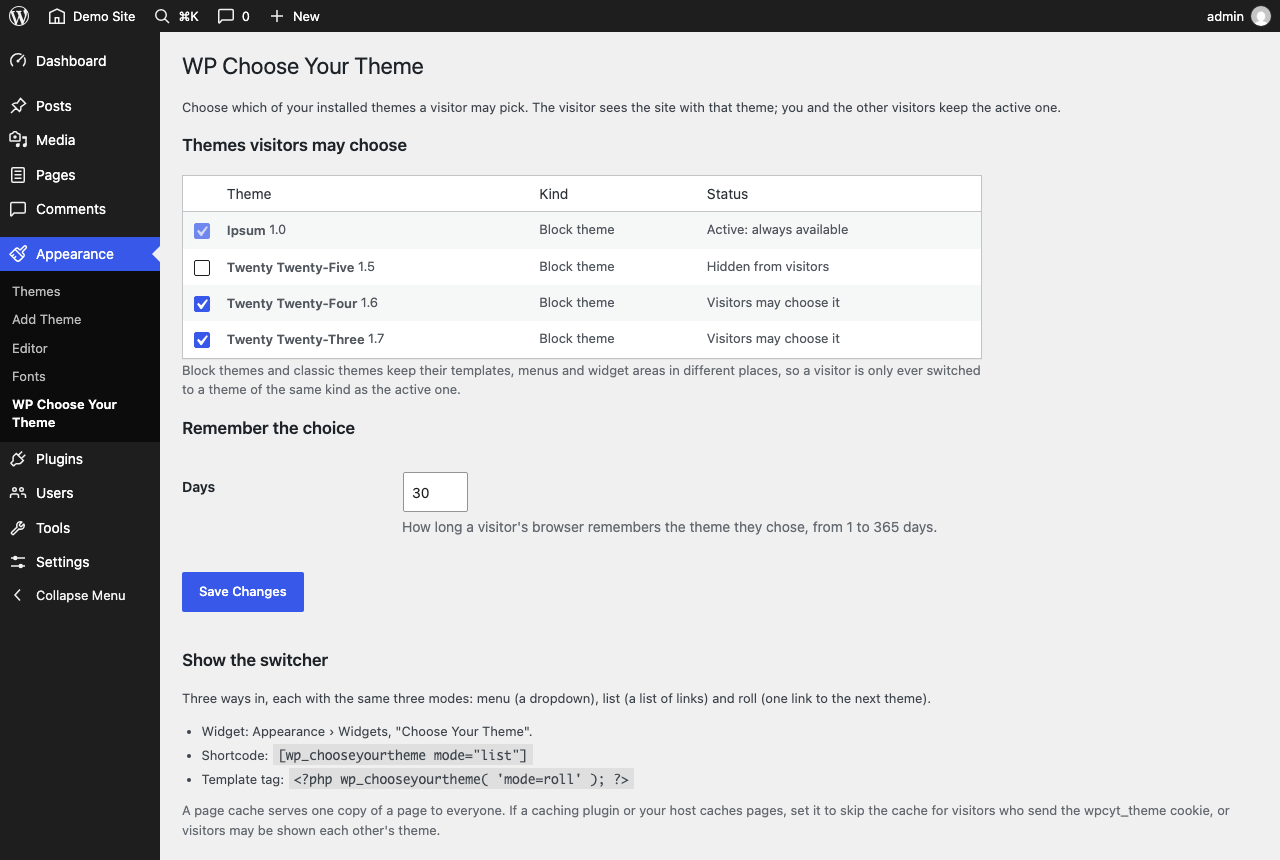 Demo Site
⌘K
0
New
admin
Dashboard
Posts
Media
Pages
Comments
Appearance
Themes
Add Theme
Editor
Fonts
WP Choose Your
Theme
Plugins
Users
Tools
Settings
Collapse Menu
WP Choose Your Theme
Choose which of your installed themes a visitor may pick. The visitor sees the site with that theme; you and the other visitors keep the active one.
Themes visitors may choose
Theme Kind Status
Ipsum 1.0 Block theme Active: always available
Twenty Twenty-Five 1.5 Block theme Hidden from visitors
Twenty Twenty-Four 1.6 Block theme Visitors may choose it
Twenty Twenty-Three 1.7 Block theme Visitors may choose it
Block themes and classic themes keep their templates, menus and widget areas in different places, so a visitor is only ever switched
to a theme of the same kind as the active one.
Remember the choice
Days 30
How long a visitor's browser remembers the theme they chose, from 1 to 365 days.
Save Changes
Show the switcher
Three ways in, each with the same three modes: menu (a dropdown), list (a list of links) and roll (one link to the next theme).
• Widget: Appearance › Widgets, "Choose Your Theme".
• Shortcode: [wp_chooseyourtheme mode="list"]
• Template tag: <?php wp_chooseyourtheme( 'mode=roll' ); ?>
A page cache serves one copy of a page to everyone. If a caching plugin or your host caches pages, set it to skip the cache for visitors who send the wpcyt_theme cookie, or
visitors may be shown each other's theme.